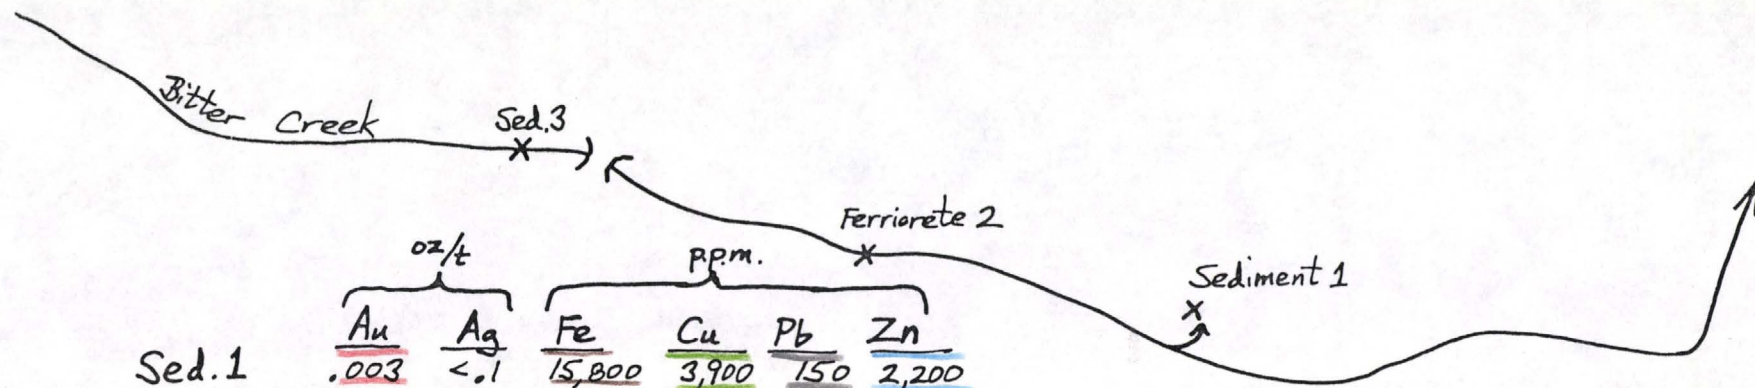 Bitter Creek
Sed.3
Ferriorete 2
Sediment 1
oz/t p.p.m.
Au Ag Fe Cu Pb Zn
Sed.1 .003 <.1 15,800 3,900 150 2,200